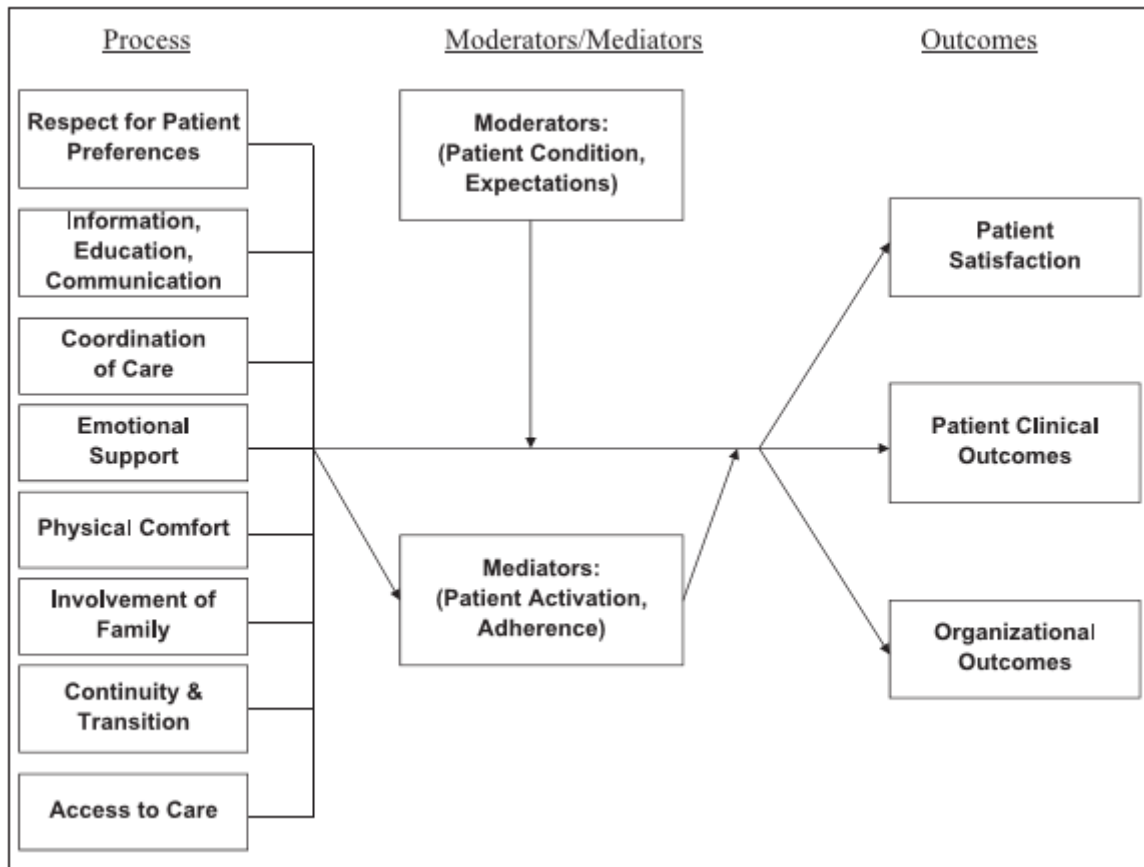 Process
Moderators/Mediators
Outcomes
Respect for Patient
Preferences
Information,
Education,
Communication
Coordination
of Care
Emotional
Support
Physical Comfort
Involvement of
Family
Continuity &
Transition
Access to Care
Moderators:
(Patient Condition,
Expectations)
Mediators:
(Patient Activation,
Adherence)
Patient
Satisfaction
Patient Clinical
Outcomes
Organizational
Outcomes